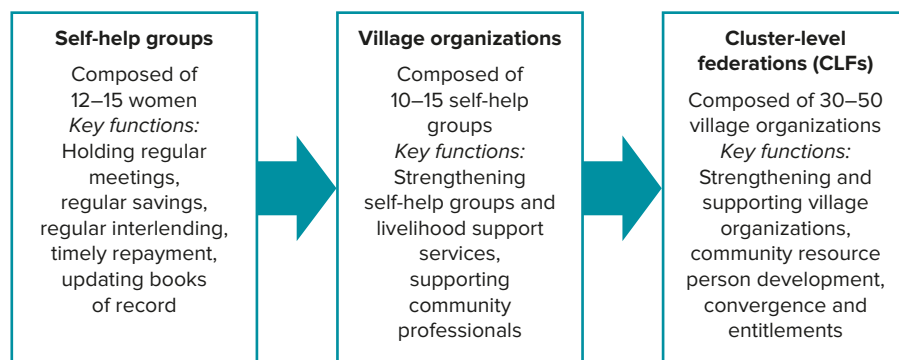 Self-help groups
Composed of
12–15 women
Key functions:
Holding regular
meetings,
regular savings,
regular interlending,
timely repayment,
updating books
of record
Village organizations
Composed of
10–15 self-help
groups
Key functions:
Strengthening
self-help groups and
livelihood support
services,
supporting
community
professionals
Cluster-level
federations (CLFs)
Composed of 30–50
village organizations
Key functions:
Strengthening and
supporting village
organizations,
community resource
person development,
convergence and
entitlements